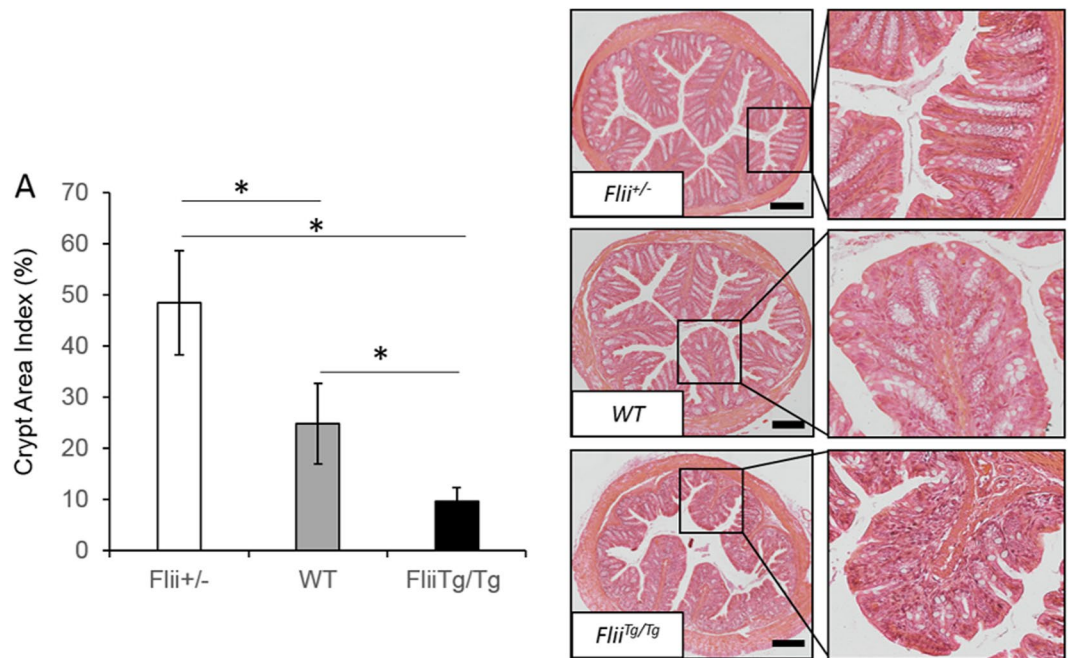 A
Crypt Area Index (%)
70
60
50
40
30
20
10
0
*
*
*
Flii+/-
WT
FliiTg/Tg
Flii+/-
WT
FliiTg/Tg